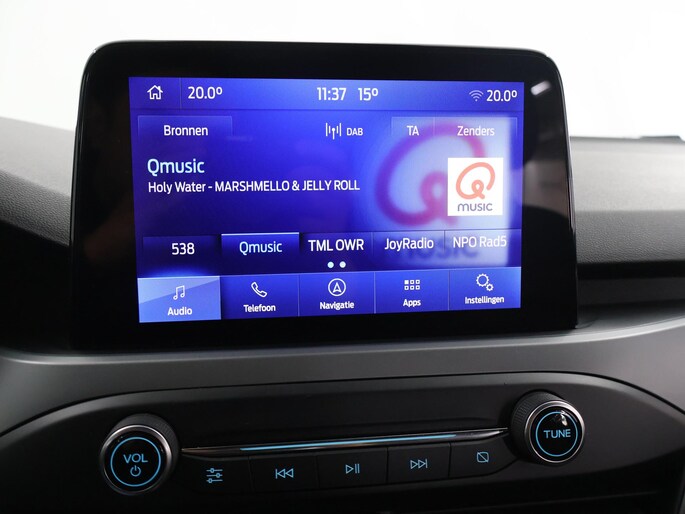 20.0° 11:37 15° 20.0°
Bronnen DAB TA Zenders
Qmusic
Holy Water - MARSHMELLO & JELLY ROLL
Q
MUSIC
538 Qmusic TML OWR JoyRadio NPO Rad5
Audio Telefoon Navigatie Apps Instellingen
VOL
TUNE